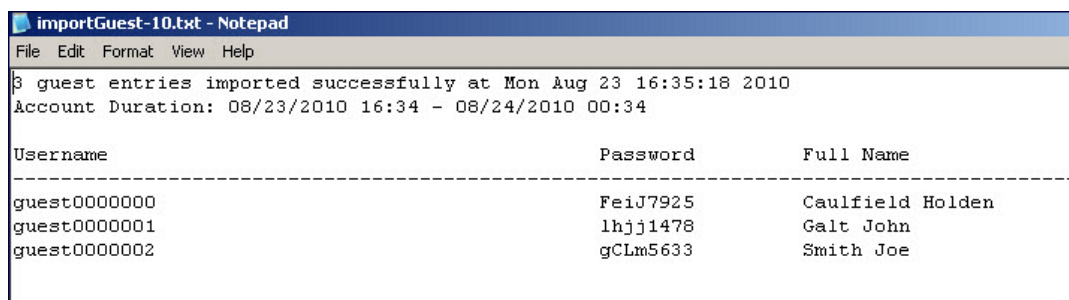 importGuest-10.txt - Notepad
File Edit Format View Help
3 guest entries imported successfully at Mon Aug 23 16:35:18 2010
Account Duration: 08/23/2010 16:34 - 08/24/2010 00:34
Username Password Full Name
--------------------------------------------------------------------------------
guest0000000 FeiJ7925 Caulfield Holden
guest0000001 lhjj1478 Galt John
guest0000002 gCLm5633 Smith Joe